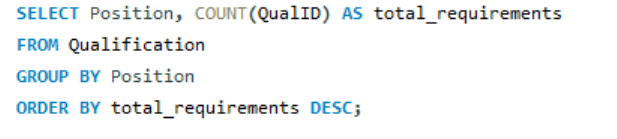 SELECT Position, COUNT(QualID) AS total_requirements
FROM Qualification
GROUP BY Position
ORDER BY total_requirements DESC;